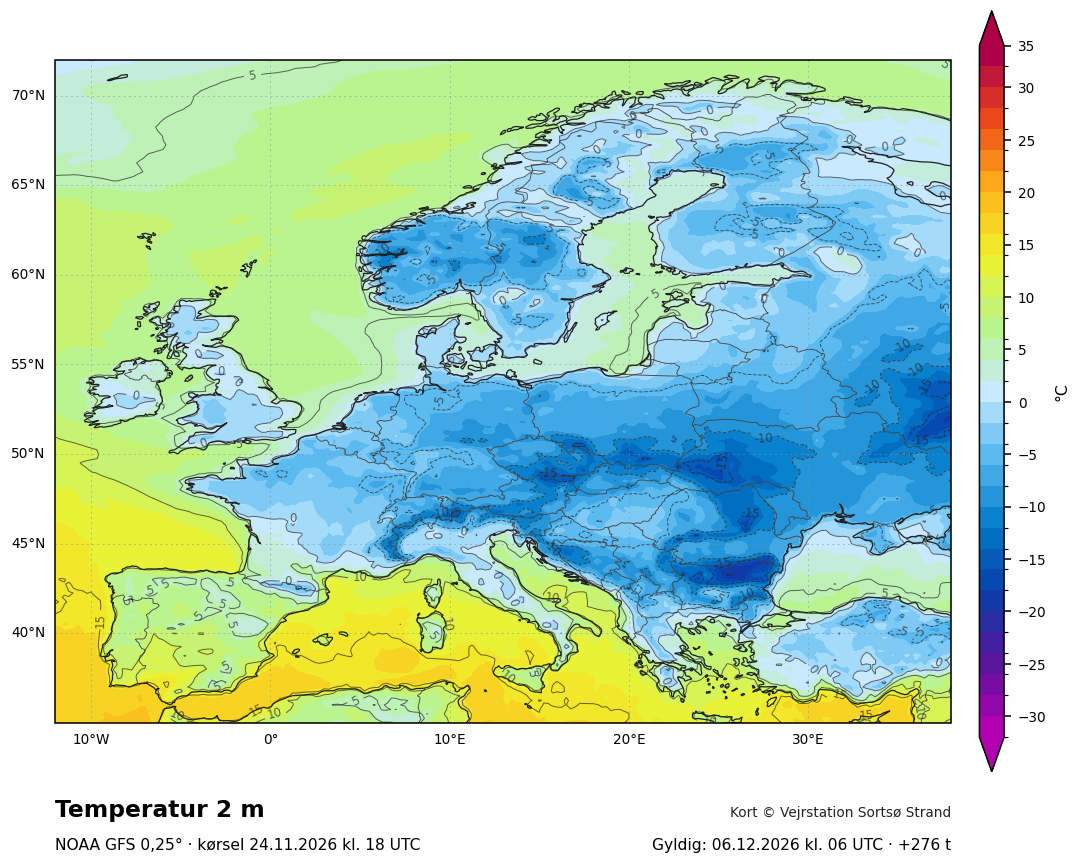 70°N
65°N
60°N
55°N
50°N
45°N
40°N
10°W
0°
10°E
20°E
30°E
35
30
25
20
15
10
5
0
−5
−10
−15
−20
−25
−30
°C
Temperatur 2 m
Kort © Vejrstation Sortsø Strand
NOAA GFS 0,25° · kørsel 24.11.2026 kl. 18 UTC
Gyldig: 06.12.2026 kl. 06 UTC · +276 t